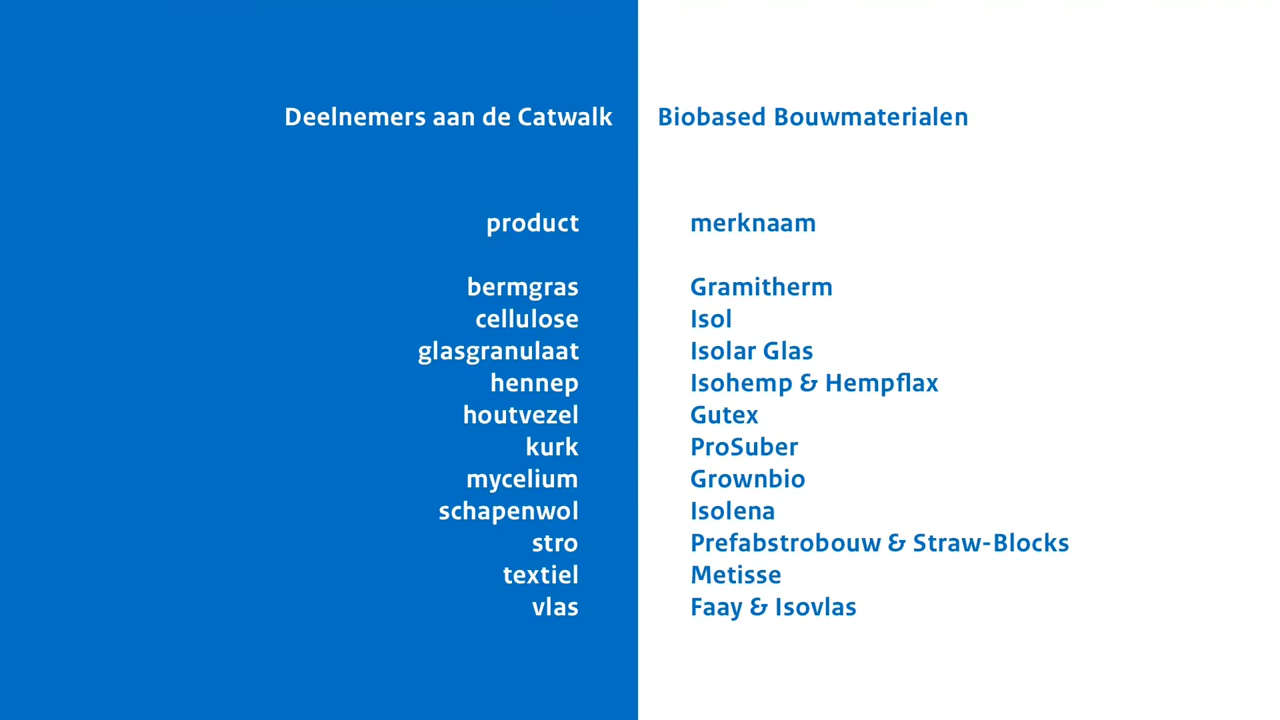 Deelnemers aan de Catwalk Biobased Bouwmaterialen
product merknaam
bermgras Gramitherm
cellulose Isol
glasgranulaat Isolar Glas
hennep Isohemp & Hempflax
houtvezel Gutex
kurk ProSuber
mycelium Grownbio
schapenwol Isolena
stro Prefabstrobouw & Straw-Blocks
textiel Metisse
vlas Faay & Isovlas